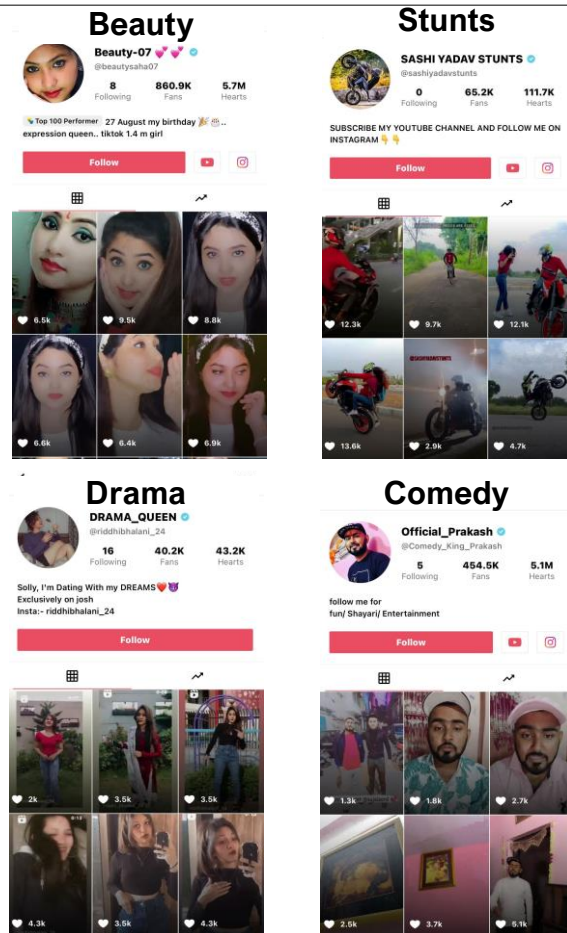 Beauty
Beauty-07 💕 💕
@beautysaha07
8 860.9K 5.7M
Following Fans Hearts
Top 100 Performer 27 August my birthday 🎉 🎂..
expression queen.. tiktok 1.4 m girl
Follow
6.5k 9.5k 8.8k
6.6k 6.4k 6.9k
Stunts
SASHI YADAV STUNTS
@sashiyadavstunts
0 65.2K 111.7K
Following Fans Hearts
SUBSCRIBE MY YOUTUBE CHANNEL AND FOLLOW ME ON
INSTAGRAM 👇 👇
Follow
12.3k 9.7k 12.1k
@SASHIYADAVSTUNTS
13.6k 2.9k 4.7k
Drama
DRAMA_QUEEN
@riddhibhalani_24
16 40.2K 43.2K
Following Fans Hearts
Solly, I'm Dating With my DREAMS❤️😈
Exclusively on josh
Insta:- riddhibhalani_24
Follow
2k 3.5k 3.5k
4.3k 3.5k 4.3k
Comedy
Official_Prakash
@Comedy_King_Prakash
5 454.5K 5.1M
Following Fans Hearts
follow me for
fun/ Shayari/ Entertainment
Follow
1.3k 1.8k 2.7k
2.5k 3.7k 5.1k